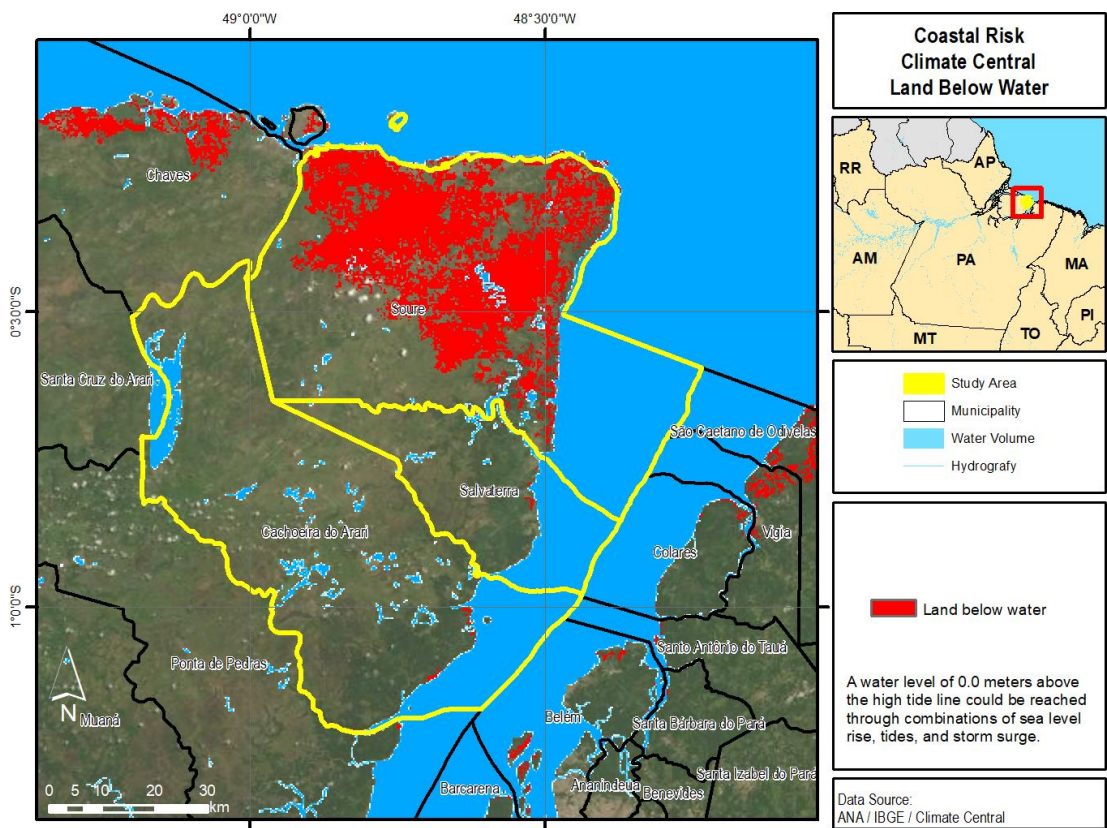 49°0'0"W
48°30'0"W
Coastal Risk
Climate Central
Land Below Water
Chaves
RR
AP
AM
PA
MA
PI
MT
TO
0°30'0"S
Soure
Santa Cruz do Arari
São Caetano de Odivelas
Study Area
Municipality
Water Volume
Hydrografy
Salvaterra
Cachoeira do Arari
Vigia
Colares
1°0'0"S
Land below water
Santo Antônio do Tauá
Ponta de Pedras
N
Muaná
Belém
Santa Bárbara do Pará
A water level of 0.0 meters above
the high tide line could be reached
through combinations of sea level
rise, tides, and storm surge.
Santa Izabel do Pará
Barcarena
Ananindeua
Benevides
0 5 10 20 30
km
Data Source:
ANA / IBGE / Climate Central